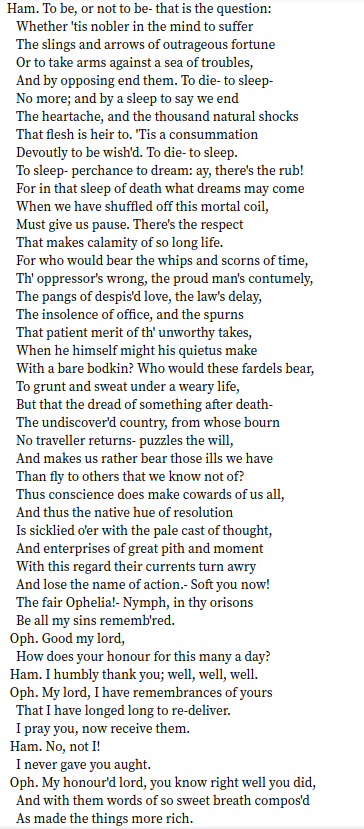 Ham. To be, or not to be- that is the question:
Whether 'tis nobler in the mind to suffer
The slings and arrows of outrageous fortune
Or to take arms against a sea of troubles,
And by opposing end them. To die- to sleep-
No more; and by a sleep to say we end
The heartache, and the thousand natural shocks
That flesh is heir to. 'Tis a consummation
Devoutly to be wish'd. To die- to sleep.
To sleep- perchance to dream: ay, there's the rub!
For in that sleep of death what dreams may come
When we have shuffled off this mortal coil,
Must give us pause. There's the respect
That makes calamity of so long life.
For who would bear the whips and scorns of time,
Th' oppressor's wrong, the proud man's contumely,
The pangs of despis'd love, the law's delay,
The insolence of office, and the spurns
That patient merit of th' unworthy takes,
When he himself might his quietus make
With a bare bodkin? Who would these fardels bear,
To grunt and sweat under a weary life,
But that the dread of something after death-
The undiscover'd country, from whose bourn
No traveller returns- puzzles the will,
And makes us rather bear those ills we have
Than fly to others that we know not of?
Thus conscience does make cowards of us all,
And thus the native hue of resolution
Is sicklied o'er with the pale cast of thought,
And enterprises of great pith and moment
With this regard their currents turn awry
And lose the name of action.- Soft you now!
The fair Ophelia!- Nymph, in thy orisons
Be all my sins rememb'red.
Oph. Good my lord,
How does your honour for this many a day?
Ham. I humbly thank you; well, well, well.
Oph. My lord, I have remembrances of yours
That I have longed long to re-deliver.
I pray you, now receive them.
Ham. No, not I!
I never gave you aught.
Oph. My honour'd lord, you know right well you did,
And with them words of so sweet breath compos'd
As made the things more rich.